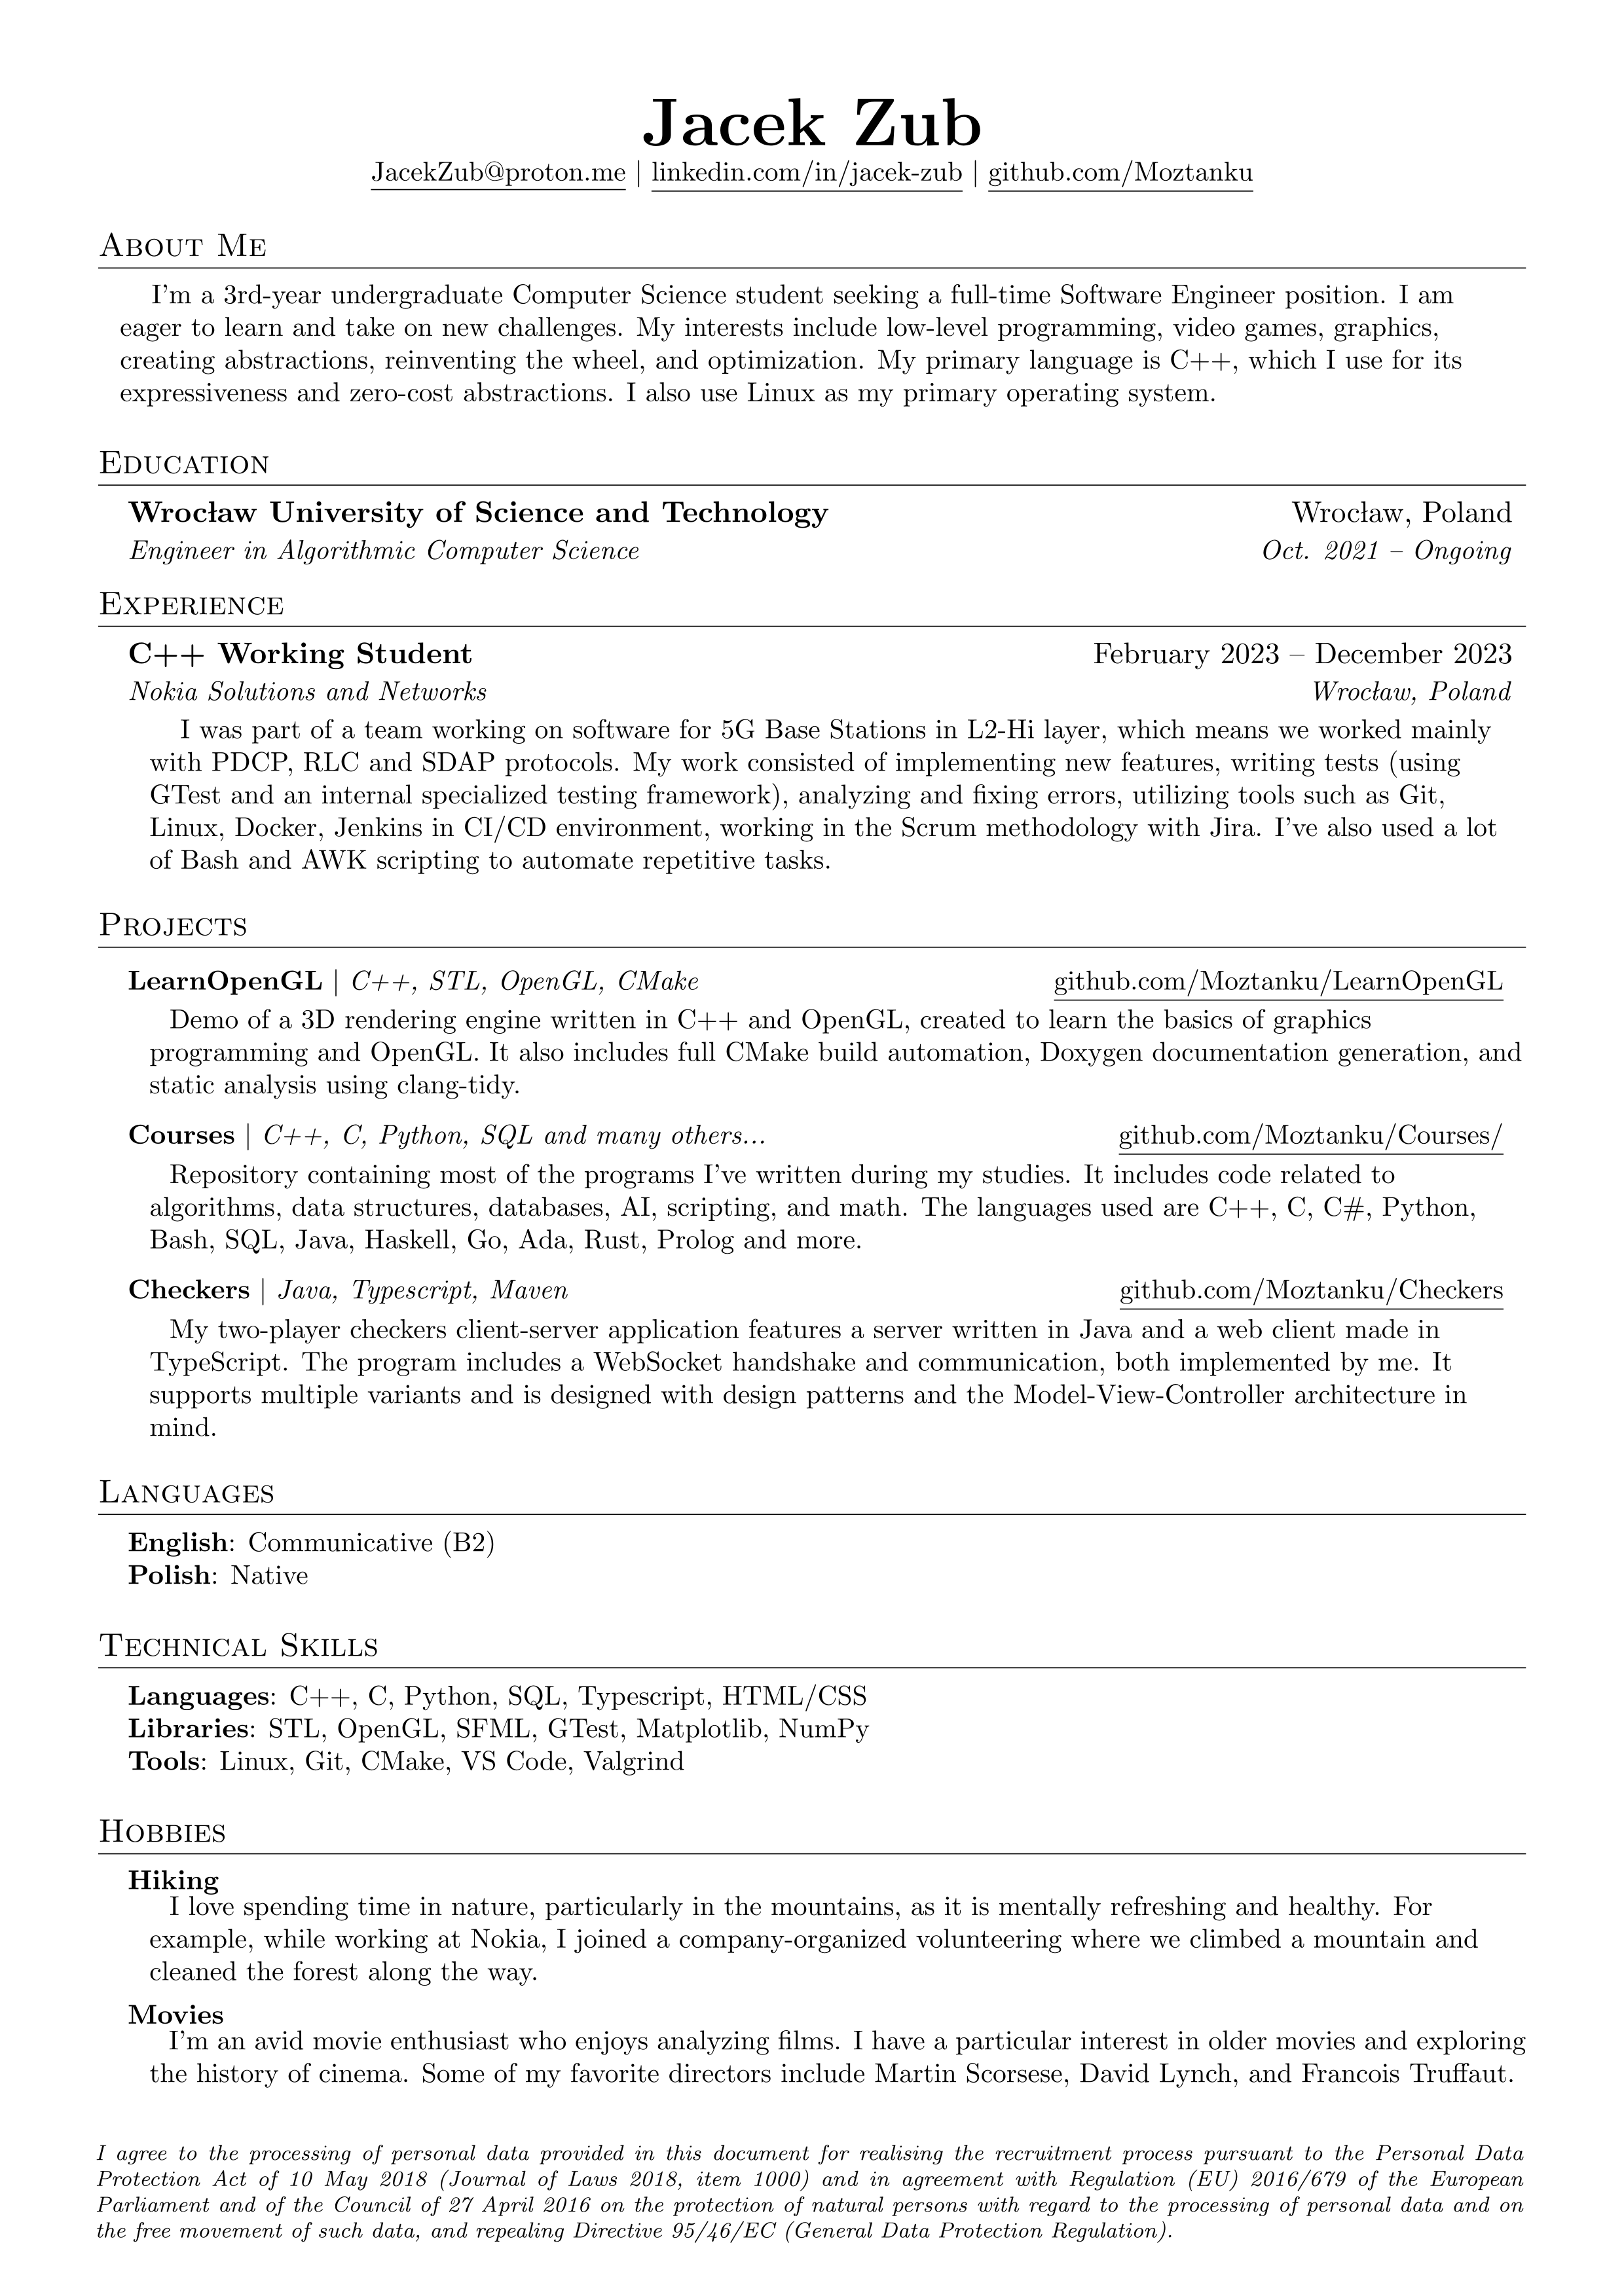 Jacek Zub
JacekZub@proton.me | linkedin.com/in/jacek-zub | github.com/Moztanku
About Me
I'm a 3rd-year undergraduate Computer Science student seeking a full-time Software Engineer position. I am
eager to learn and take on new challenges. My interests include low-level programming, video games, graphics,
creating abstractions, reinventing the wheel, and optimization. My primary language is C++, which I use for its
expressiveness and zero-cost abstractions. I also use Linux as my primary operating system.
Education
Wrocław University of Science and Technology Wrocław, Poland
Engineer in Algorithmic Computer Science Oct. 2021 – Ongoing
Experience
C++ Working Student February 2023 – December 2023
Nokia Solutions and Networks Wrocław, Poland
I was part of a team working on software for 5G Base Stations in L2-Hi layer, which means we worked mainly
with PDCP, RLC and SDAP protocols. My work consisted of implementing new features, writing tests (using
GTest and an internal specialized testing framework), analyzing and fixing errors, utilizing tools such as Git,
Linux, Docker, Jenkins in CI/CD environment, working in the Scrum methodology with Jira. I've also used a lot
of Bash and AWK scripting to automate repetitive tasks.
Projects
LearnOpenGL | C++, STL, OpenGL, CMake github.com/Moztanku/LearnOpenGL
Demo of a 3D rendering engine written in C++ and OpenGL, created to learn the basics of graphics
programming and OpenGL. It also includes full CMake build automation, Doxygen documentation generation, and
static analysis using clang-tidy.
Courses | C++, C, Python, SQL and many others... github.com/Moztanku/Courses/
Repository containing most of the programs I've written during my studies. It includes code related to
algorithms, data structures, databases, AI, scripting, and math. The languages used are C++, C, C#, Python,
Bash, SQL, Java, Haskell, Go, Ada, Rust, Prolog and more.
Checkers | Java, Typescript, Maven github.com/Moztanku/Checkers
My two-player checkers client-server application features a server written in Java and a web client made in
TypeScript. The program includes a WebSocket handshake and communication, both implemented by me. It
supports multiple variants and is designed with design patterns and the Model-View-Controller architecture in
mind.
Languages
English: Communicative (B2)
Polish: Native
Technical Skills
Languages: C++, C, Python, SQL, Typescript, HTML/CSS
Libraries: STL, OpenGL, SFML, GTest, Matplotlib, NumPy
Tools: Linux, Git, CMake, VS Code, Valgrind
Hobbies
Hiking
I love spending time in nature, particularly in the mountains, as it is mentally refreshing and healthy. For
example, while working at Nokia, I joined a company-organized volunteering where we climbed a mountain and
cleaned the forest along the way.
Movies
I'm an avid movie enthusiast who enjoys analyzing films. I have a particular interest in older movies and exploring
the history of cinema. Some of my favorite directors include Martin Scorsese, David Lynch, and Francois Truffaut.
I agree to the processing of personal data provided in this document for realising the recruitment process pursuant to the Personal Data
Protection Act of 10 May 2018 (Journal of Laws 2018, item 1000) and in agreement with Regulation (EU) 2016/679 of the European
Parliament and of the Council of 27 April 2016 on the protection of natural persons with regard to the processing of personal data and on
the free movement of such data, and repealing Directive 95/46/EC (General Data Protection Regulation).